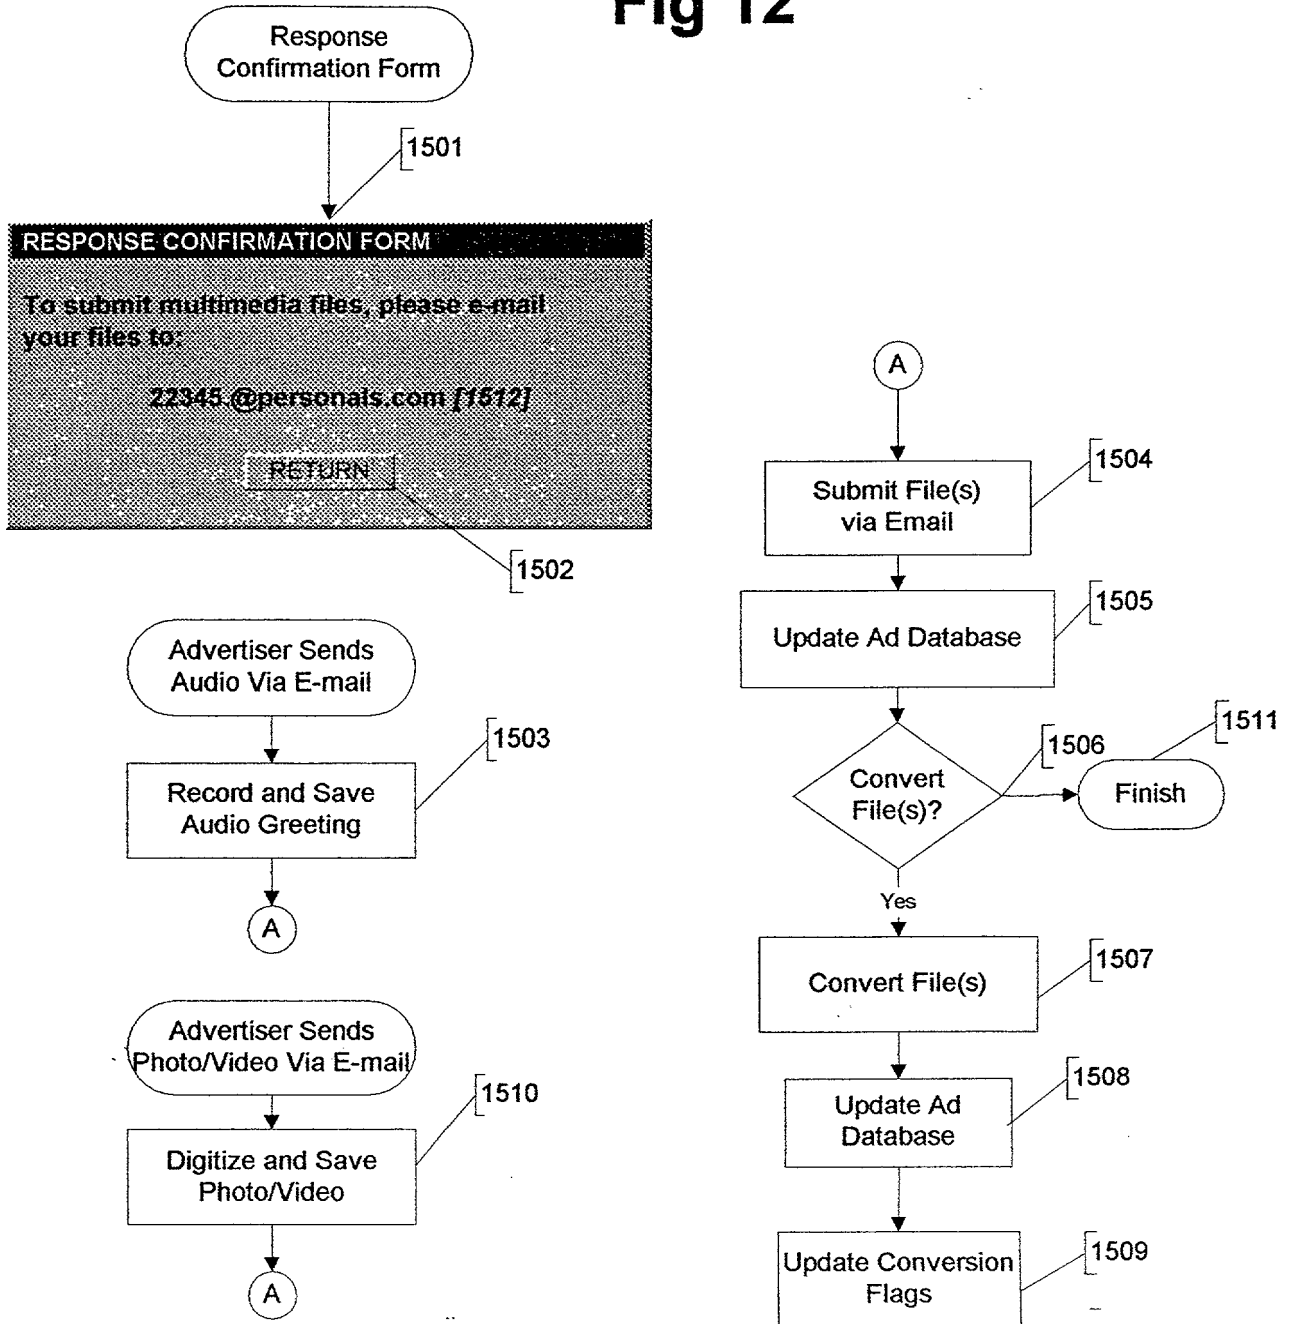 Fig 12
Response
Confirmation Form
1501
RESPONSE CONFIRMATION FORM
To submit multimedia files, please e-mail
your files to:
22345.@personals.com [1512]
RETURN
1502
Advertiser Sends
Audio Via E-mail
1503
Record and Save
Audio Greeting
A
Advertiser Sends
Photo/Video Via E-mail
1510
Digitize and Save
Photo/Video
A
A
1504
Submit File(s)
via Email
1505
Update Ad Database
1506
1511
Convert
File(s)?
Finish
Yes
1507
Convert File(s)
1508
Update Ad
Database
1509
Update Conversion
Flags